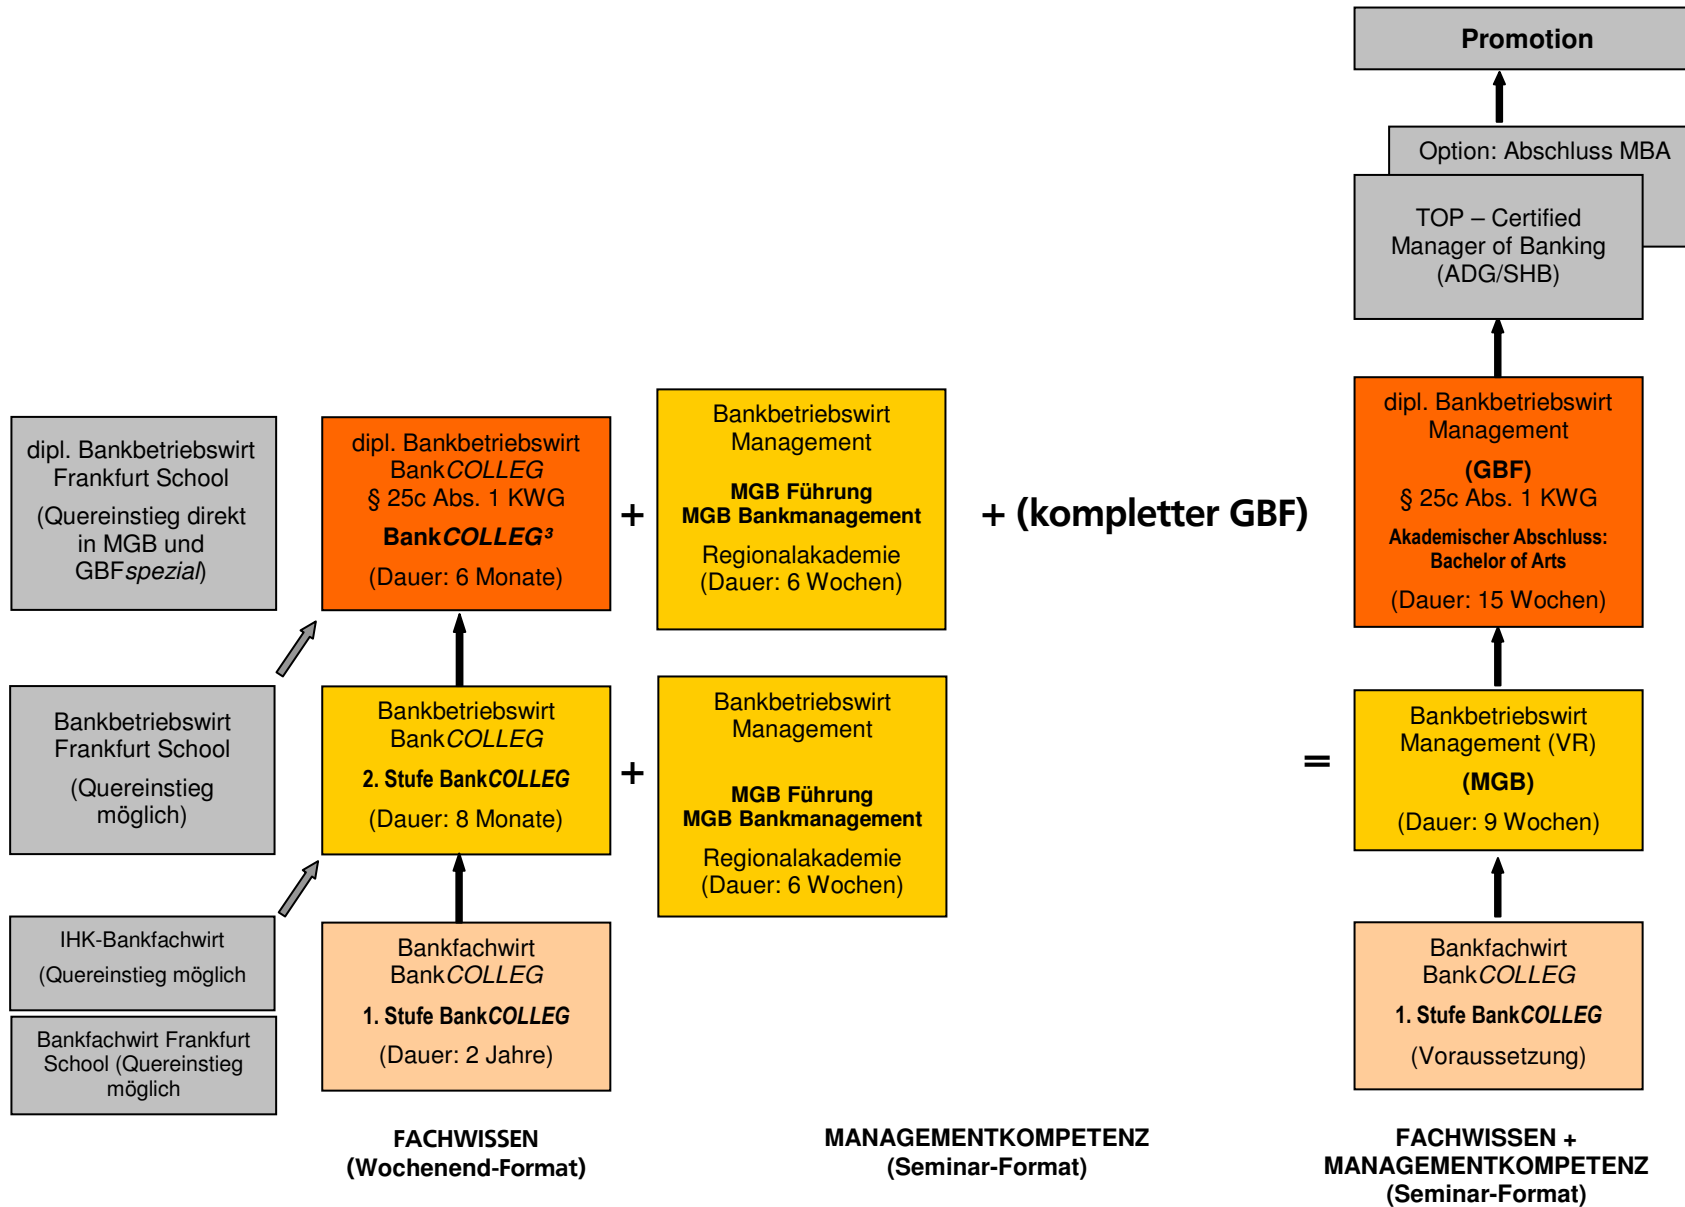 Promotion
Option: Abschluss MBA
TOP – Certified
Manager of Banking
(ADG/SHB)
dipl. Bankbetriebswirt
Frankfurt School
(Quereinstieg direkt
in MGB und
GBFspezial)
dipl. Bankbetriebswirt
BankCOLLEG
§ 25c Abs. 1 KWG
BankCOLLEG³
(Dauer: 6 Monate)
+
Bankbetriebswirt
Management
MGB Führung
MGB Bankmanagement
Regionalakademie
(Dauer: 6 Wochen)
+ (kompletter GBF)
dipl. Bankbetriebswirt
Management
(GBF)
§ 25c Abs. 1 KWG
Akademischer Abschluss:
Bachelor of Arts
(Dauer: 15 Wochen)
Bankbetriebswirt
Frankfurt School
(Quereinstieg
möglich)
Bankbetriebswirt
BankCOLLEG
2. Stufe BankCOLLEG
(Dauer: 8 Monate)
+
Bankbetriebswirt
Management
MGB Führung
MGB Bankmanagement
Regionalakademie
(Dauer: 6 Wochen)
=
Bankbetriebswirt
Management (VR)
(MGB)
(Dauer: 9 Wochen)
IHK-Bankfachwirt
(Quereinstieg möglich
Bankfachwirt Frankfurt
School (Quereinstieg
möglich
Bankfachwirt
BankCOLLEG
1. Stufe BankCOLLEG
(Dauer: 2 Jahre)
Bankfachwirt
BankCOLLEG
1. Stufe BankCOLLEG
(Voraussetzung)
FACHWISSEN
(Wochenend-Format)
MANAGEMENTKOMPETENZ
(Seminar-Format)
FACHWISSEN +
MANAGEMENTKOMPETENZ
(Seminar-Format)